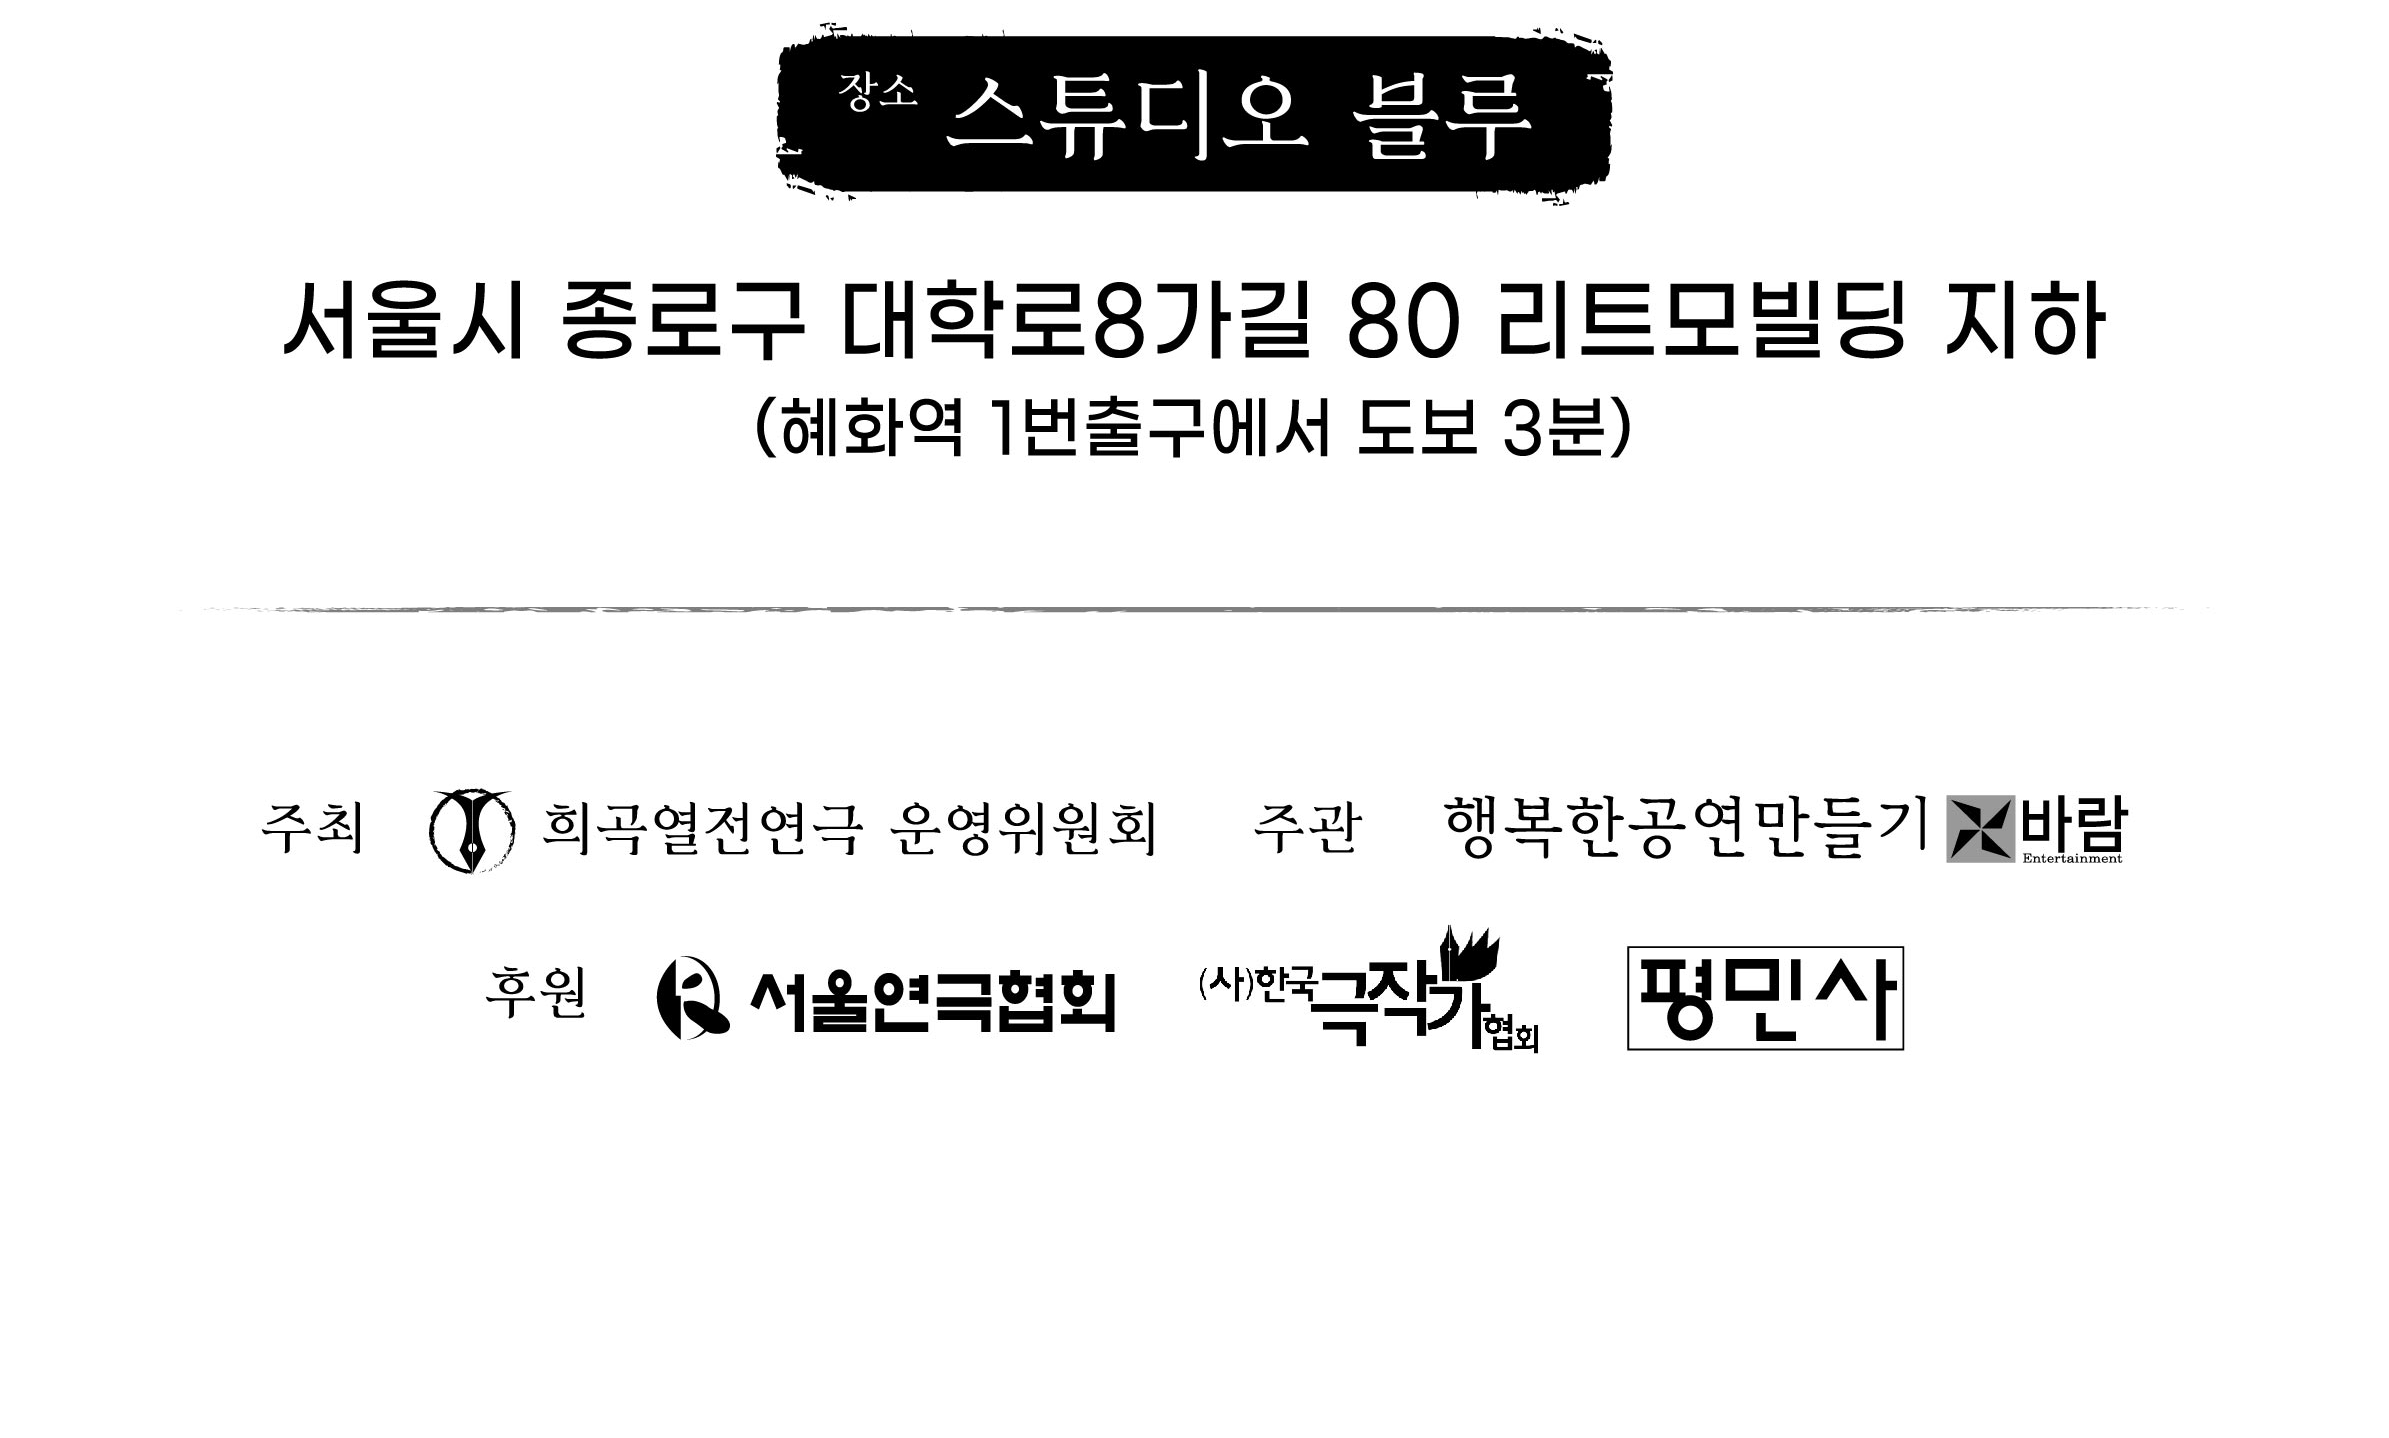 장소 스튜디오 블루
서울시 종로구 대학로8가길 80 리트모빌딩 지하
(혜화역 1번출구에서 도보 3분)
주최 희곡열전연극 운영위원회 주관 행복한공연만들기 바람
Entertainment
후원 서울연극협회 (사)한국극작가협회 평민사